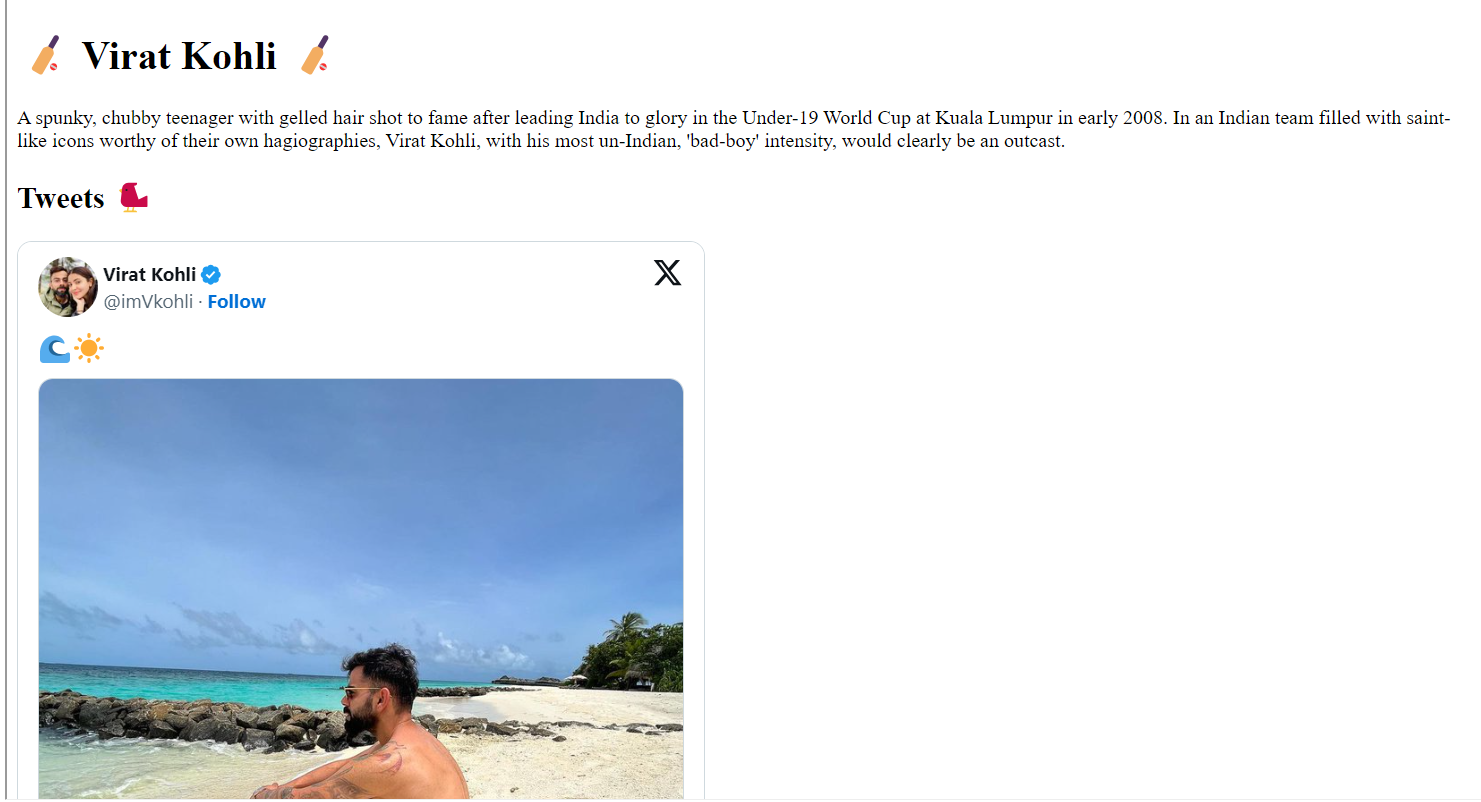 Virat Kohli
A spunky, chubby teenager with gelled hair shot to fame after leading India to glory in the Under-19 World Cup at Kuala Lumpur in early 2008. In an Indian team filled with saint-
like icons worthy of their own hagiographies, Virat Kohli, with his most un-Indian, 'bad-boy' intensity, would clearly be an outcast.
Tweets
Virat Kohli
@imVkohli · Follow